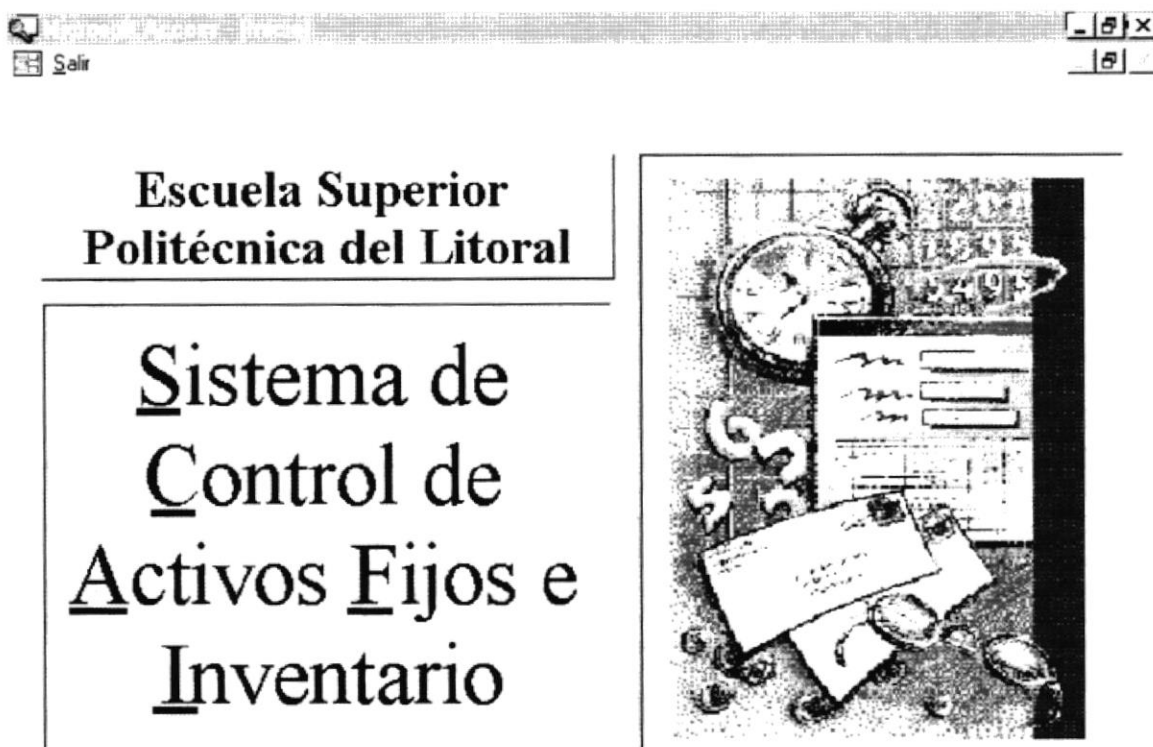 Salir
Escuela Superior
Politécnica del Litoral
Sistema de
Control de
Activos Fijos e
Inventario